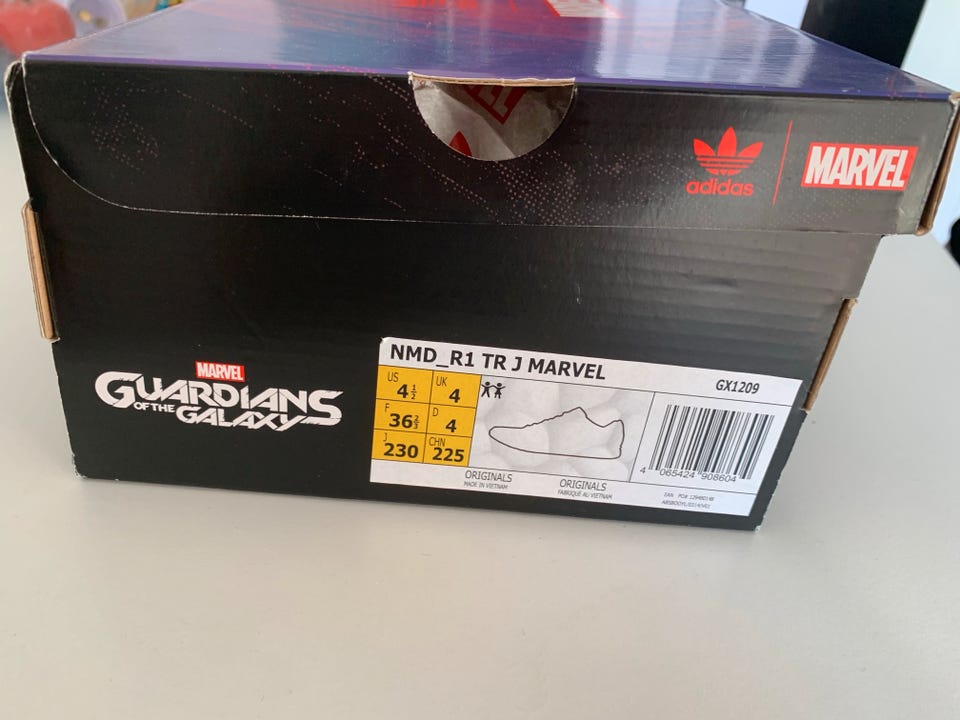 adidas
MARVEL
MARVEL
GUARDIANS
OF THE
GALAXY
NMD_R1 TR J MARVEL
GX1209
US 4½ UK 4
F 36⅔ D 4
J 230 CHN 225
ORIGINALS
MADE IN VIETNAM
ORIGINALS
FABRIQUÉ AU VIETNAM
4 065424 908604